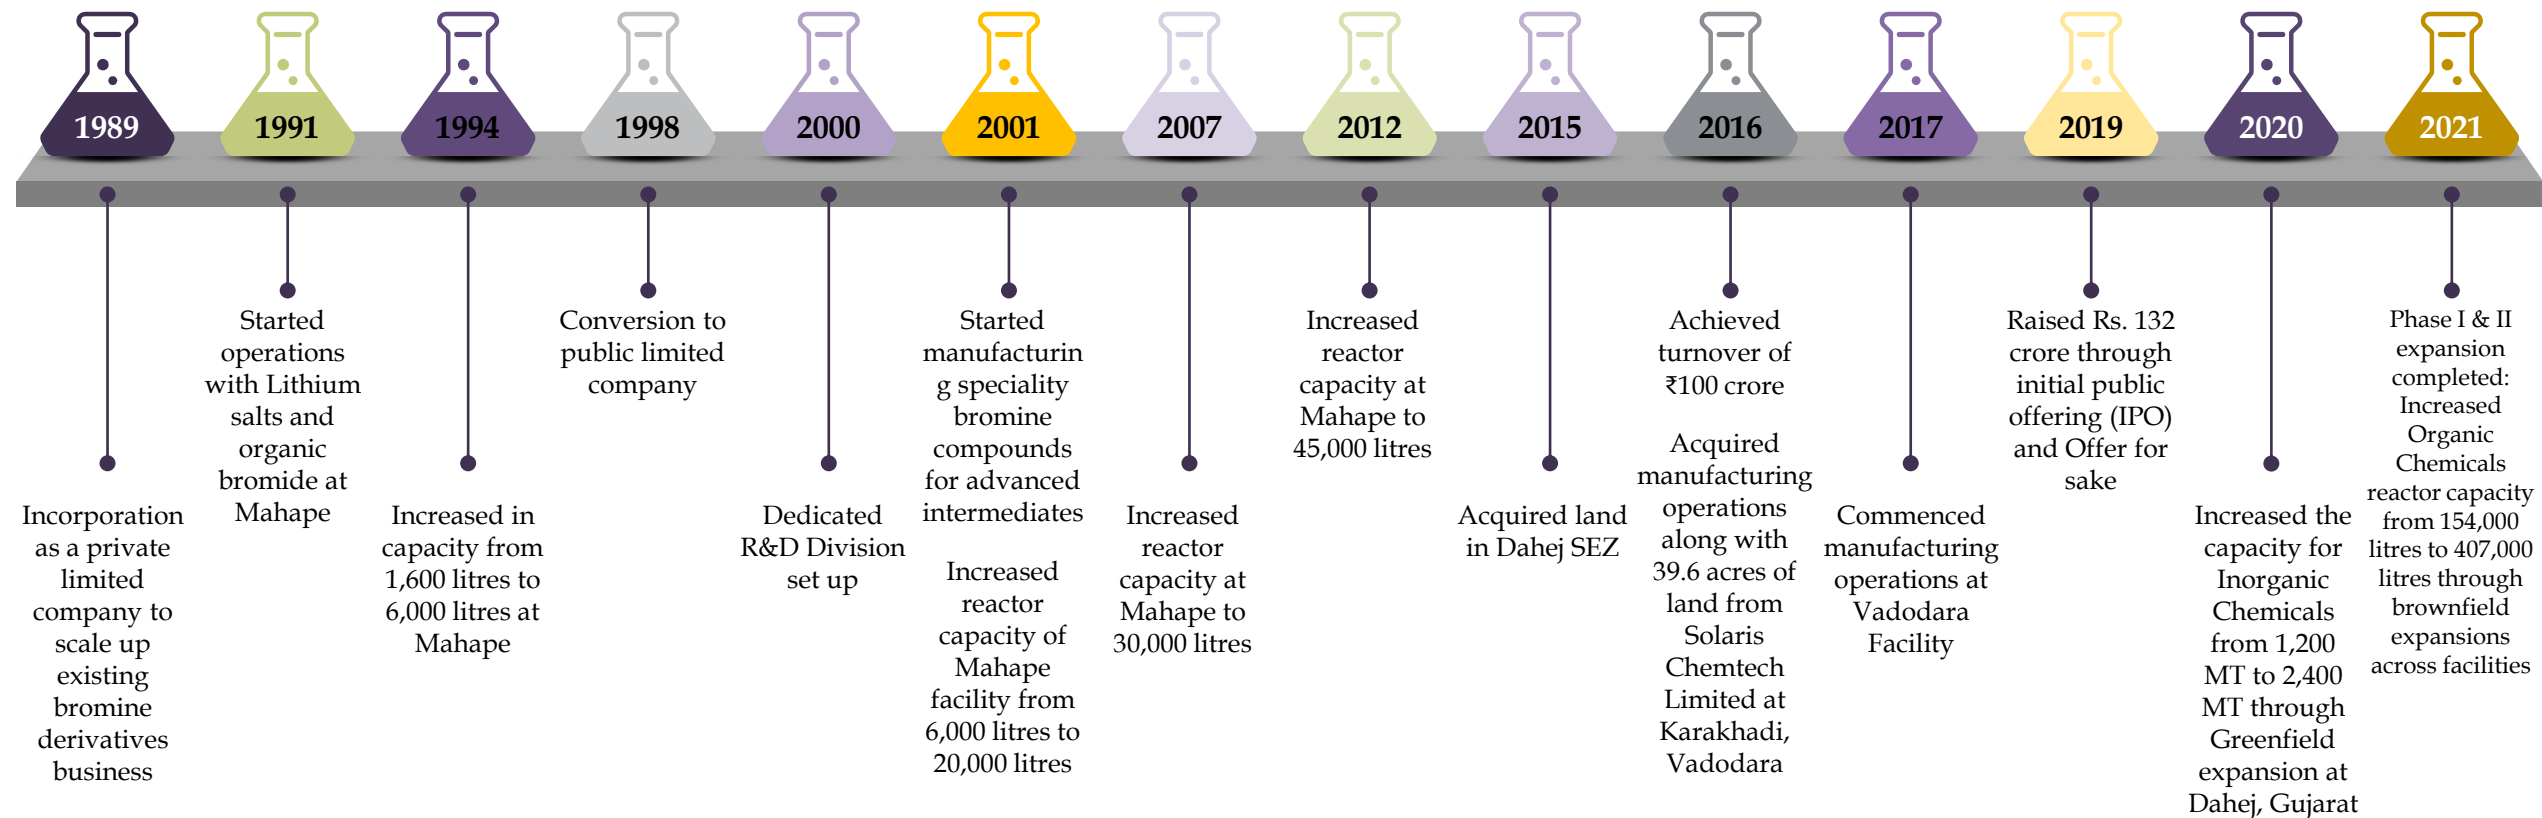 1989
1991
1994
1998
2000
2001
2007
2012
2015
2016
2017
2019
2020
2021
Incorporation
as a private
limited
company to
scale up
existing
bromine
derivatives
business
Started
operations
with Lithium
salts and
organic
bromide at
Mahape
Increased in
capacity from
1,600 litres to
6,000 litres at
Mahape
Conversion to
public limited
company
Dedicated
R&D Division
set up
Started
manufacturin
g speciality
bromine
compounds
for advanced
intermediates
Increased
reactor
capacity of
Mahape
facility from
6,000 litres to
20,000 litres
Increased
reactor
capacity at
Mahape to
30,000 litres
Increased
reactor
capacity at
Mahape to
45,000 litres
Acquired land
in Dahej SEZ
Achieved
turnover of
₹100 crore
Acquired
manufacturing
operations
along with
39.6 acres of
land from
Solaris
Chemtech
Limited at
Karakhadi,
Vadodara
Commenced
manufacturing
operations at
Vadodara
Facility
Raised Rs. 132
crore through
initial public
offering (IPO)
and Offer for
sake
Increased the
capacity for
Inorganic
Chemicals
from 1,200
MT to 2,400
MT through
Greenfield
expansion at
Dahej, Gujarat
Phase I & II
expansion
completed:
Increased
Organic
Chemicals
reactor capacity
from 154,000
litres to 407,000
litres through
brownfield
expansions
across facilities